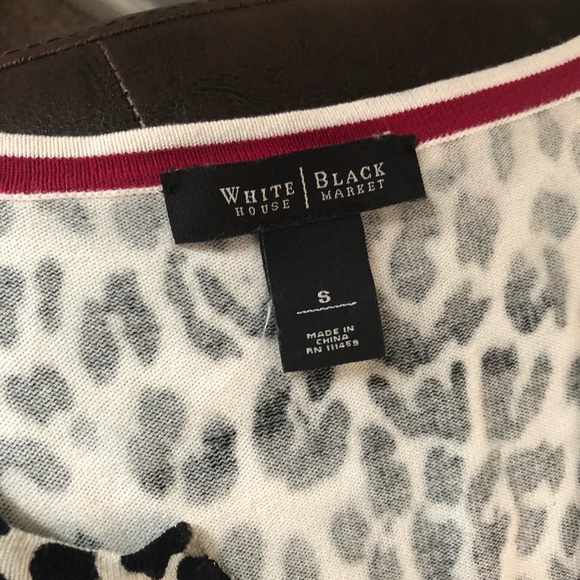 WHITE | BLACK
HOUSE | MARKET
S
MADE IN
CHINA
RN 111459